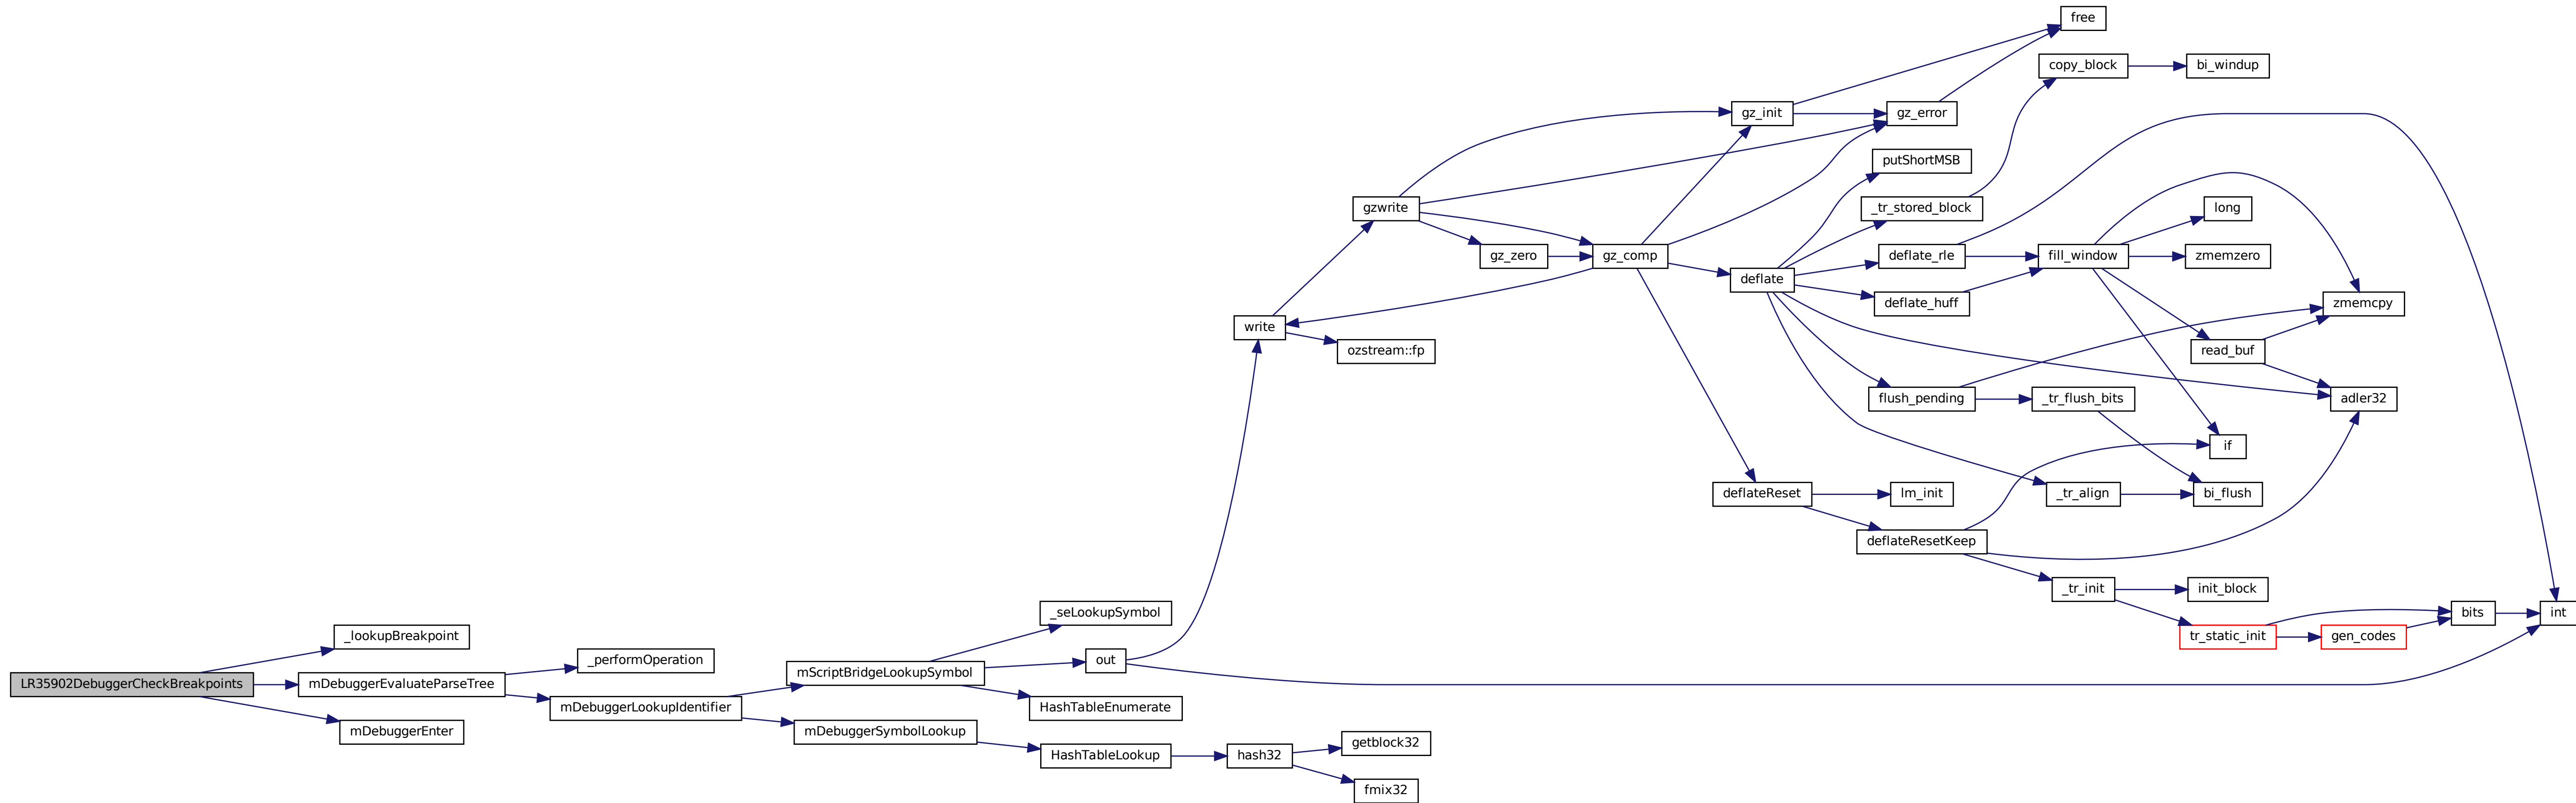 free
copy_block
bi_windup
gz_init
gz_error
putShortMSB
gzwrite
_tr_stored_block
long
gz_zero
gz_comp
deflate_rle
fill_window
zmemzero
deflate
deflate_huff
zmemcpy
write
ozstream::fp
read_buf
flush_pending
_tr_flush_bits
adler32
if
deflateReset
lm_init
_tr_align
bi_flush
deflateResetKeep
_tr_init
init_block
_seLookupSymbol
bits
int
_lookupBreakpoint
tr_static_init
gen_codes
_performOperation
out
mScriptBridgeLookupSymbol
LR35902DebuggerCheckBreakpoints
mDebuggerEvaluateParseTree
mDebuggerLookupIdentifier
HashTableEnumerate
mDebuggerEnter
mDebuggerSymbolLookup
getblock32
HashTableLookup
hash32
fmix32